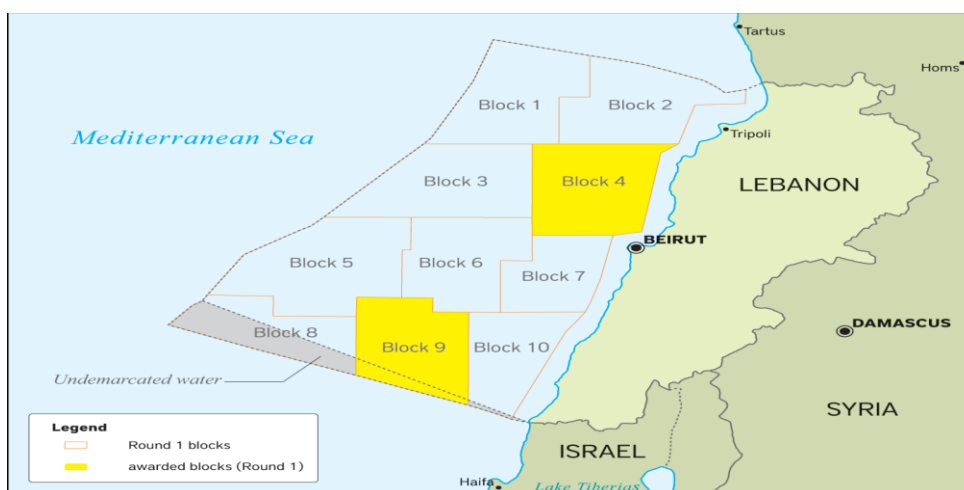 Tartus
Homs
Block 1
Block 2
Mediterranean Sea
Tripoli
Block 3
Block 4
LEBANON
BEIRUT
Block 5
Block 6
Block 7
DAMASCUS
Block 8
Block 9
Block 10
Undemarcated water
SYRIA
Legend
Round 1 blocks
awarded blocks (Round 1)
ISRAEL
Haifa
Lake Tiberias